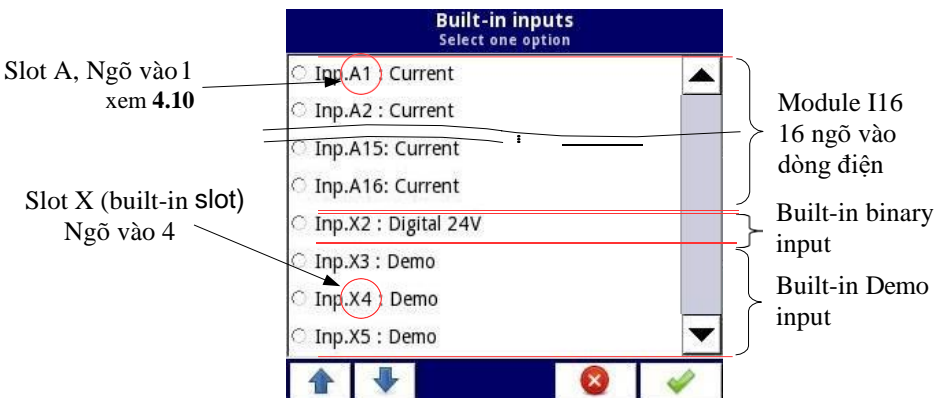 Built-in inputs
Select one option
Slot A, Ngõ vào 1
xem 4.10
Inp.A1 : Current
Inp.A2 : Current
Inp.A15: Current
Inp.A16: Current
Inp.X2 : Digital 24V
Inp.X3 : Demo
Inp.X4 : Demo
Inp.X5 : Demo
Slot X (built-in slot)
Ngõ vào 4
Module I16
16 ngõ vào
dòng điện
Built-in binary
input
Built-in Demo
input